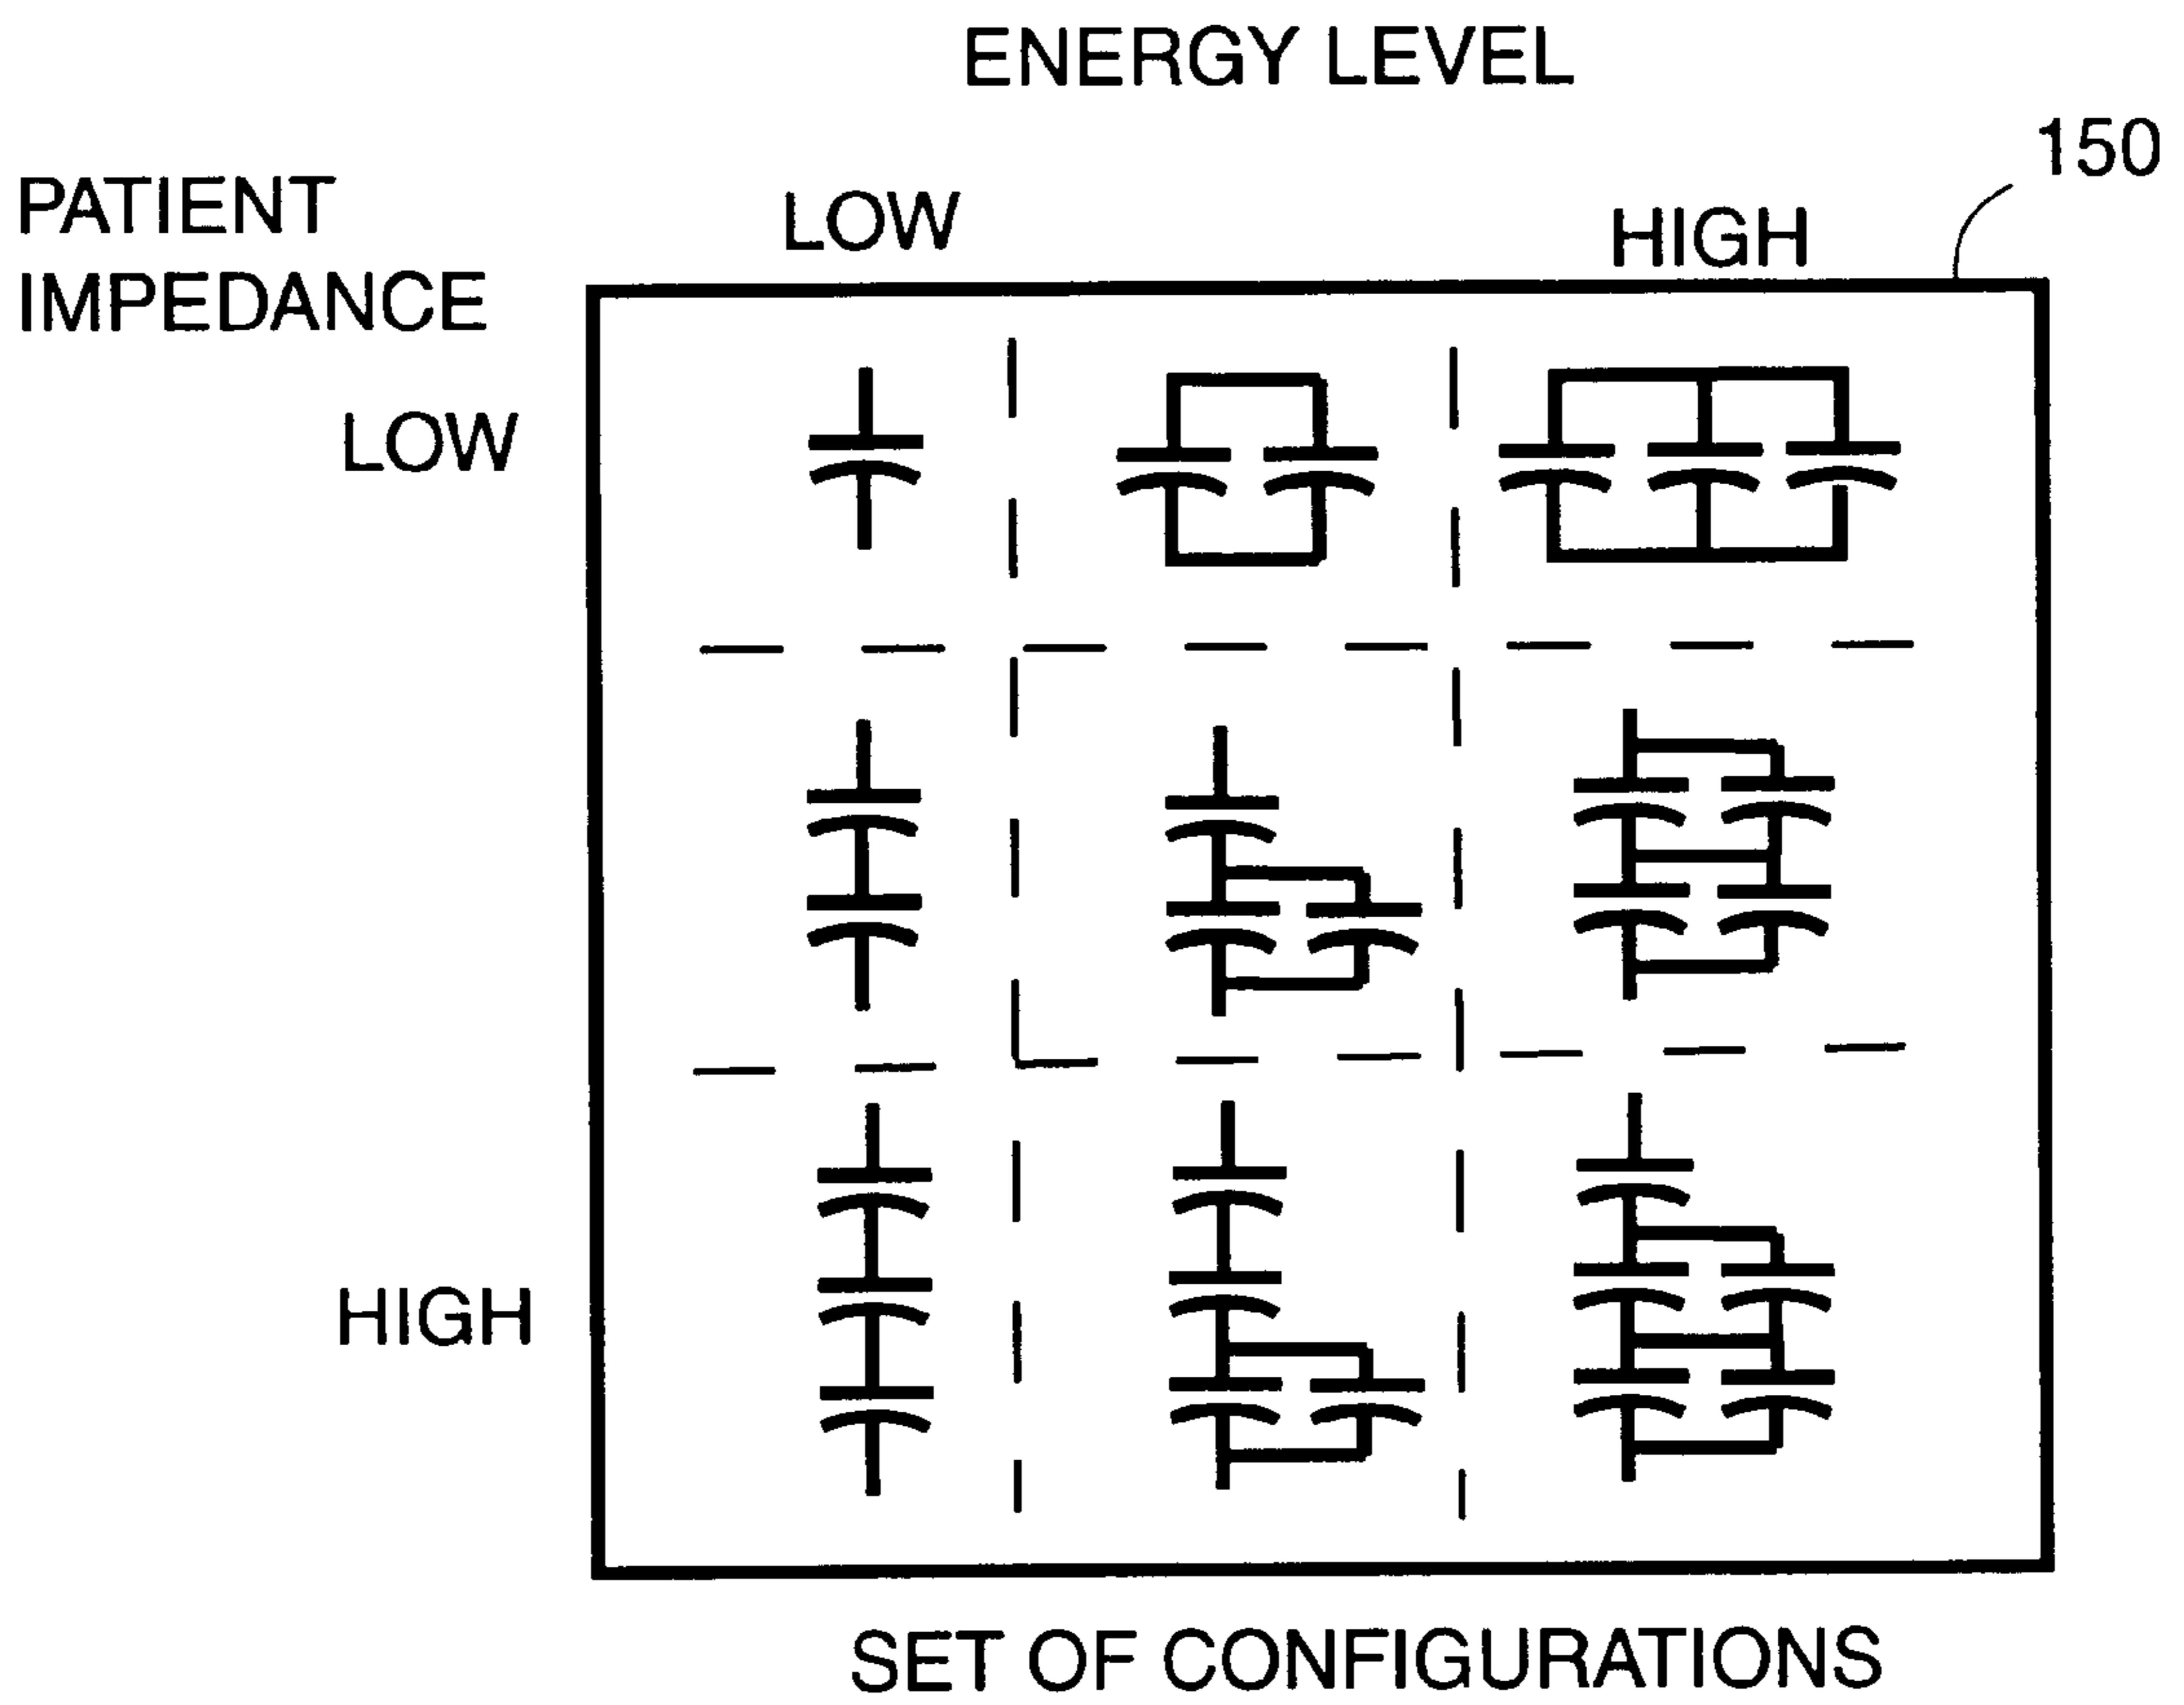 ENERGY LEVEL
150
PATIENT
IMPEDANCE
LOW
HIGH
LOW
HIGH
SET OF CONFIGURATIONS